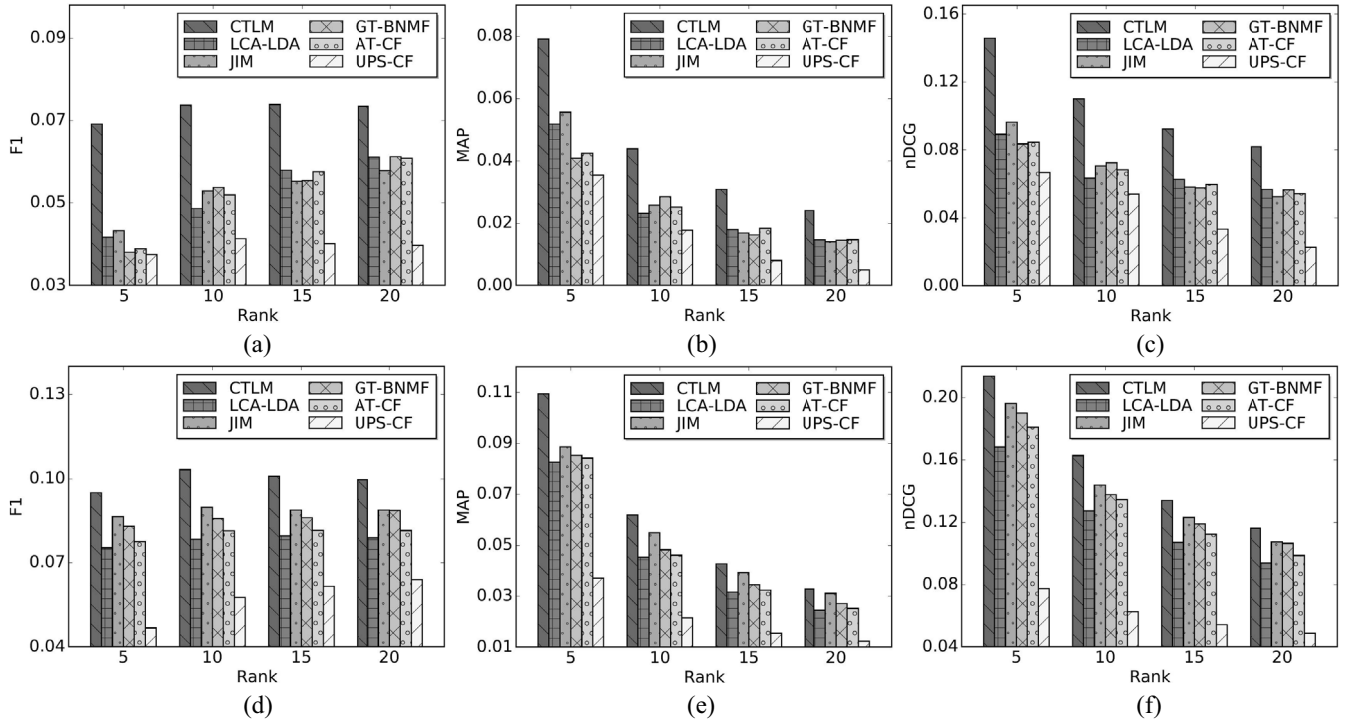 0.09
0.07
0.05
0.03
F1
CTLM
LCA-LDA
JIM
GT-BNMF
AT-CF
UPS-CF
5 10 15 20
Rank
(a)
0.08
0.06
0.04
0.02
0.00
MAP
CTLM
LCA-LDA
JIM
GT-BNMF
AT-CF
UPS-CF
5 10 15 20
Rank
(b)
0.16
0.12
0.08
0.04
0.00
nDCG
CTLM
LCA-LDA
JIM
GT-BNMF
AT-CF
UPS-CF
5 10 15 20
Rank
(c)
0.13
0.10
0.07
0.04
F1
CTLM
LCA-LDA
JIM
GT-BNMF
AT-CF
UPS-CF
5 10 15 20
Rank
(d)
0.11
0.09
0.07
0.05
0.03
0.01
MAP
CTLM
LCA-LDA
JIM
GT-BNMF
AT-CF
UPS-CF
5 10 15 20
Rank
(e)
0.20
0.16
0.12
0.08
0.04
nDCG
CTLM
LCA-LDA
JIM
GT-BNMF
AT-CF
UPS-CF
5 10 15 20
Rank
(f)